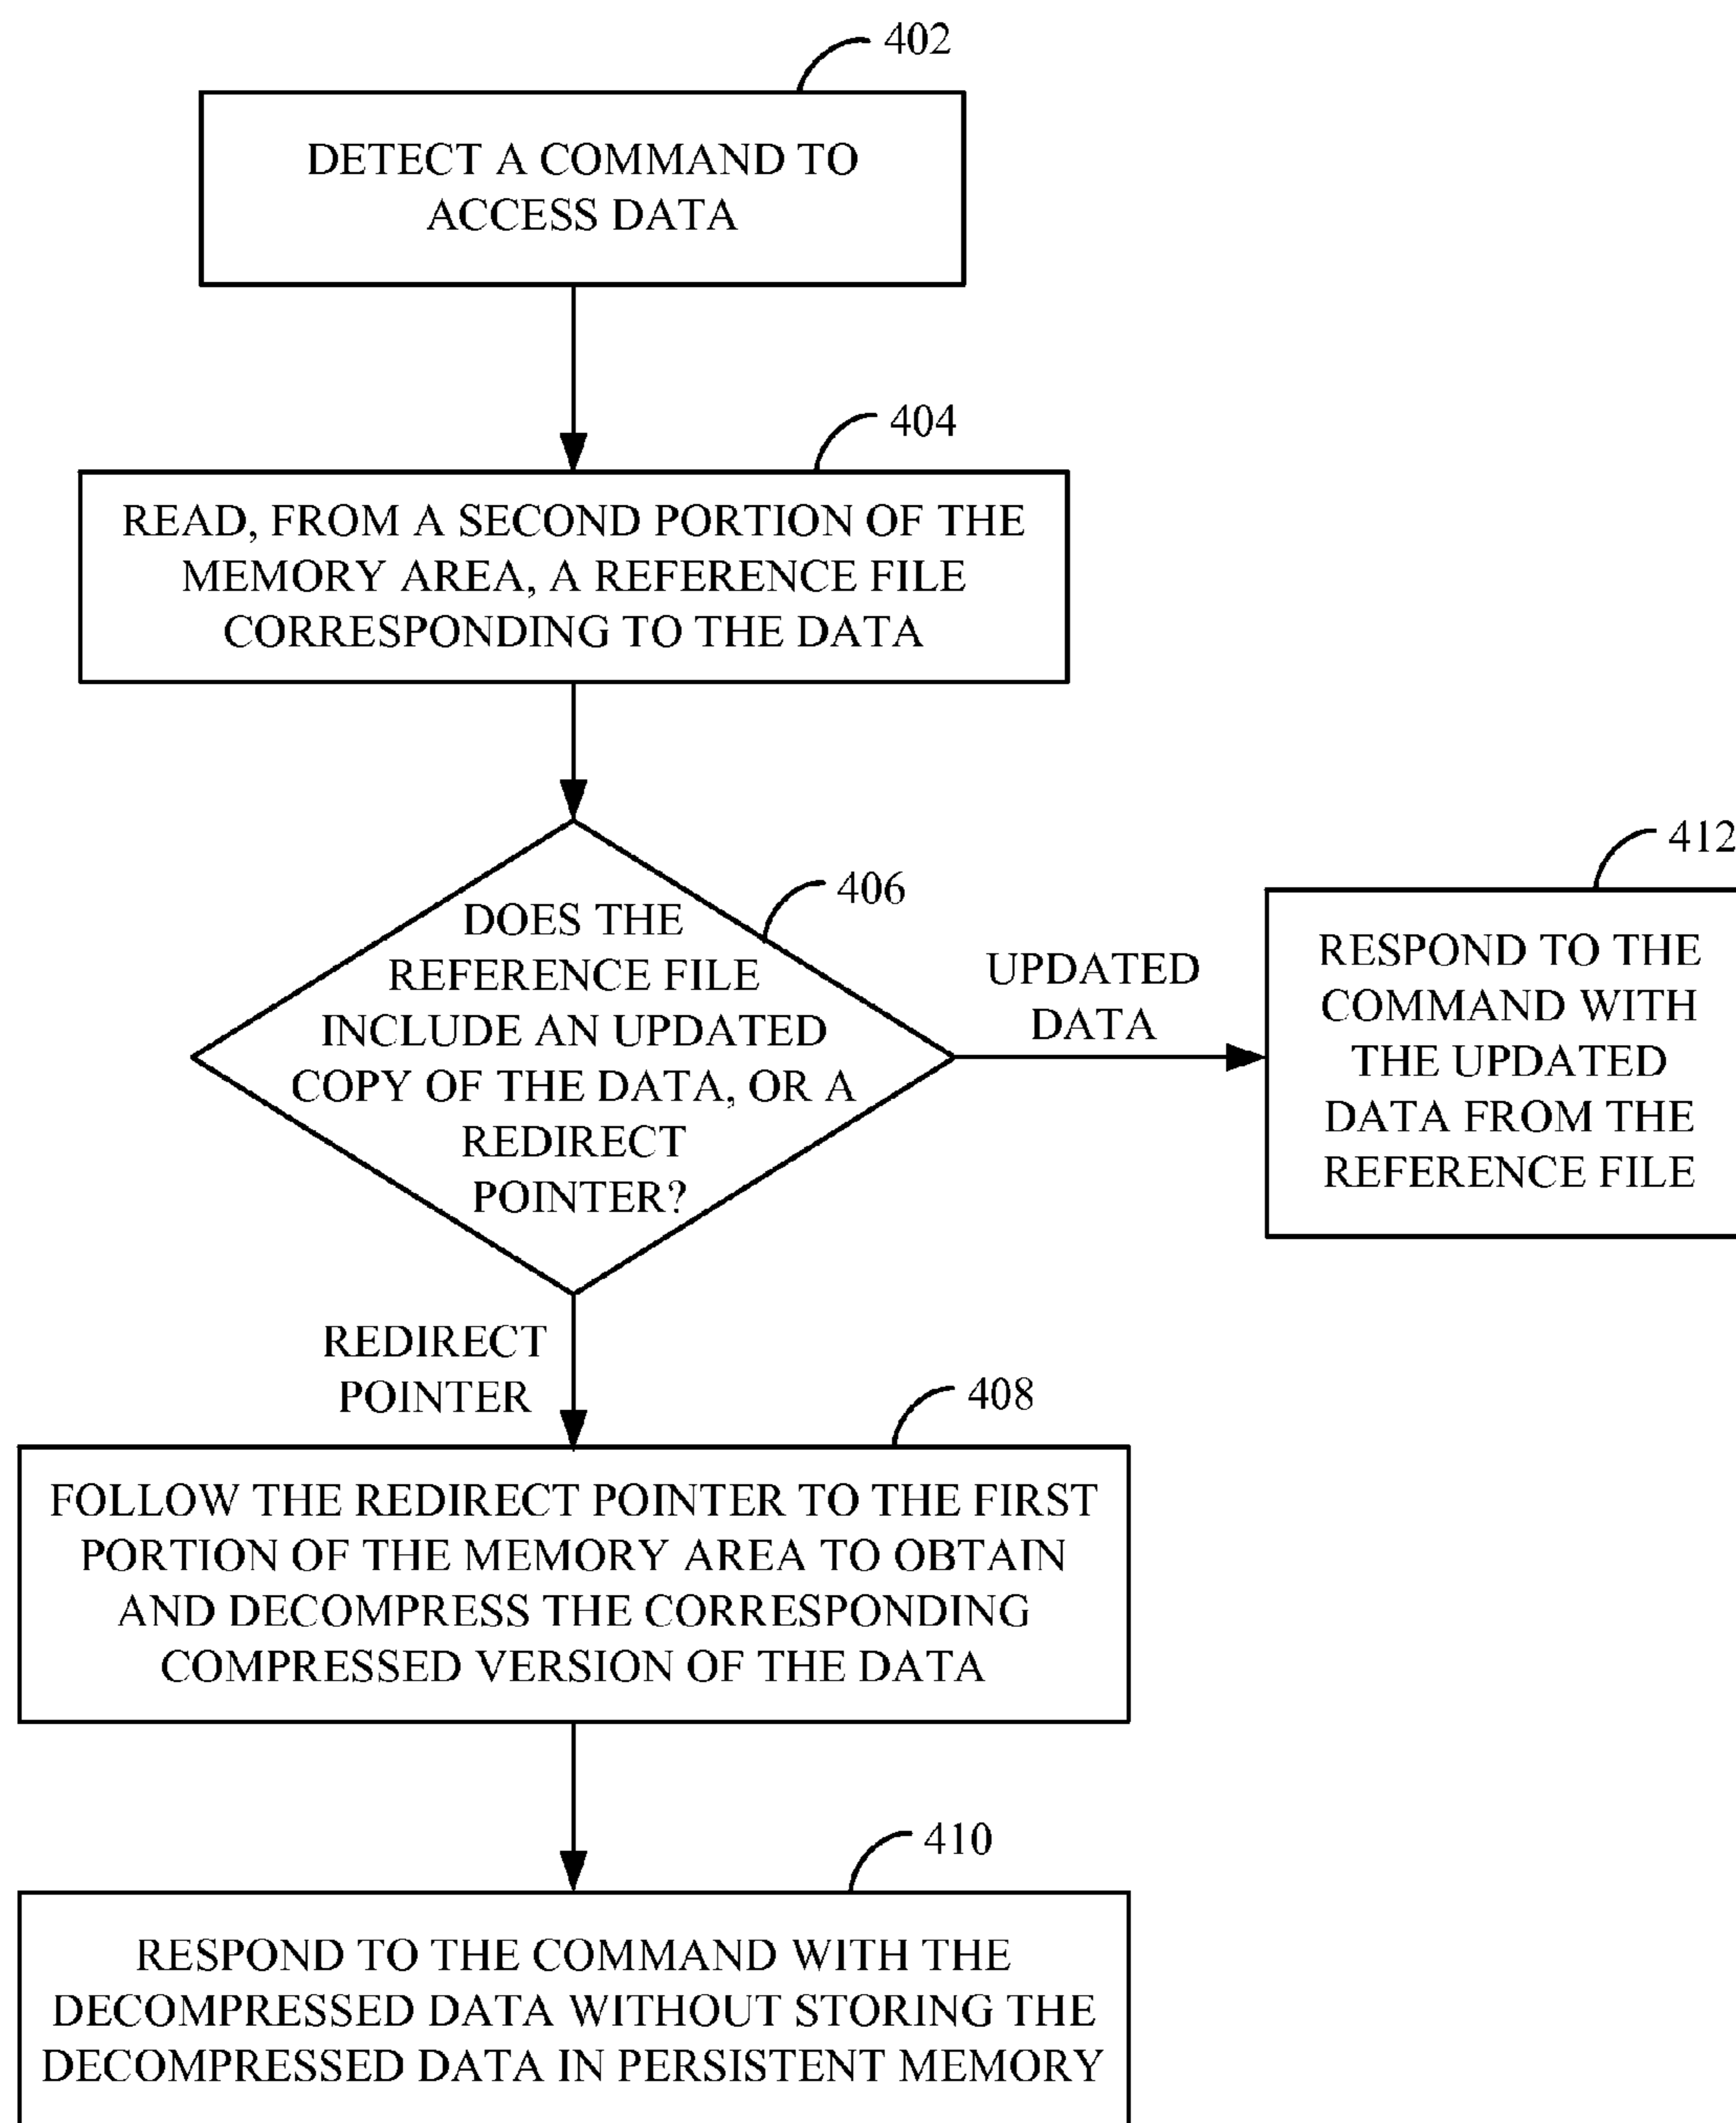 402
DETECT A COMMAND TO
ACCESS DATA
404
READ, FROM A SECOND PORTION OF THE
MEMORY AREA, A REFERENCE FILE
CORRESPONDING TO THE DATA
406
DOES THE
REFERENCE FILE
INCLUDE AN UPDATED
COPY OF THE DATA, OR A
REDIRECT
POINTER?
UPDATED
DATA
412
RESPOND TO THE
COMMAND WITH
THE UPDATED
DATA FROM THE
REFERENCE FILE
REDIRECT
POINTER
408
FOLLOW THE REDIRECT POINTER TO THE FIRST
PORTION OF THE MEMORY AREA TO OBTAIN
AND DECOMPRESS THE CORRESPONDING
COMPRESSED VERSION OF THE DATA
410
RESPOND TO THE COMMAND WITH THE
DECOMPRESSED DATA WITHOUT STORING THE
DECOMPRESSED DATA IN PERSISTENT MEMORY